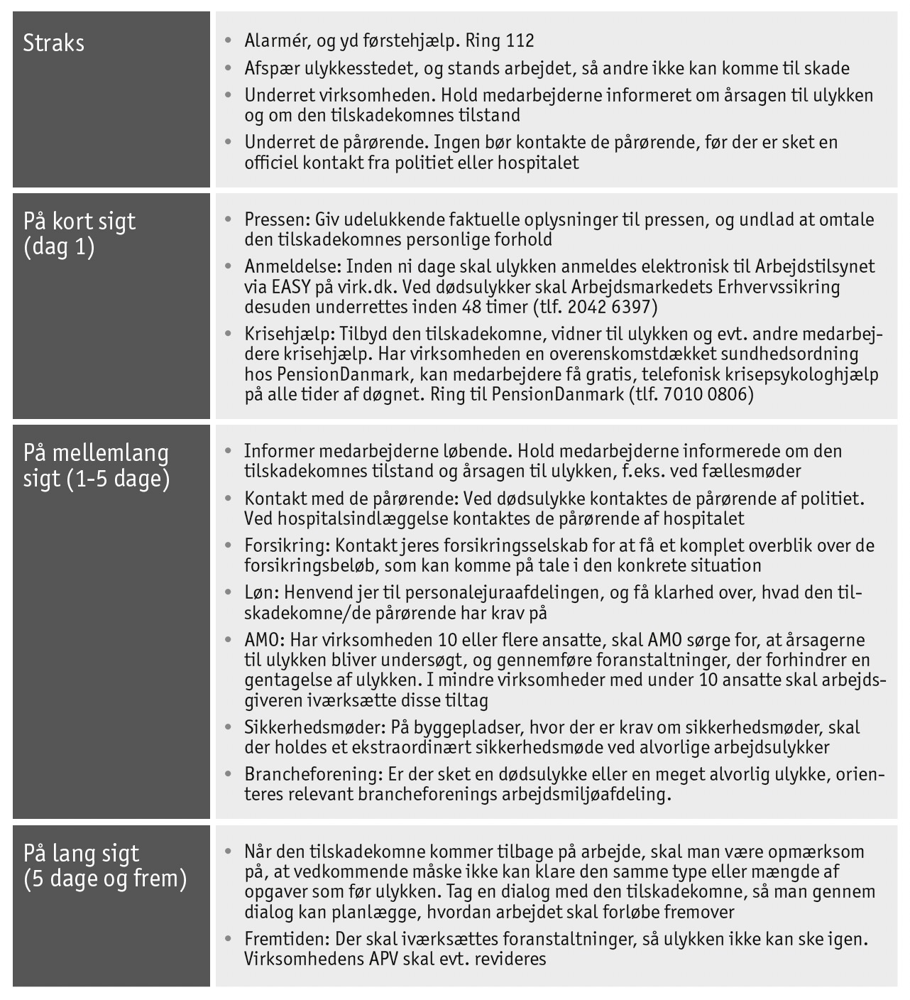 Straks
• Alarmér, og yd førstehjælp. Ring 112
• Afspær ulykkesstedet, og stands arbejdet, så andre ikke kan komme til skade
• Underret virksomheden. Hold medarbejderne informeret om årsagen til ulykken
og om den tilskadekomnes tilstand
• Underret de pårørende. Ingen bør kontakte de pårørende, før der er sket en
officiel kontakt fra politiet eller hospitalet
På kort sigt
(dag 1)
• Pressen: Giv udelukkende faktuelle oplysninger til pressen, og undlad at omtale
den tilskadekomnes personlige forhold
• Anmeldelse: Inden ni dage skal ulykken anmeldes elektronisk til Arbejdstilsynet
via EASY på virk.dk. Ved dødsulykker skal Arbejdsmarkedets Erhvervssikring
desuden underrettes inden 48 timer (tlf. 2042 6397)
• Krisehjælp: Tilbyd den tilskadekomne, vidner til ulykken og evt. andre medarbej-
dere krisehjælp. Har virksomheden en overenskomstdækket sundhedsordning
hos PensionDanmark, kan medarbejdere få gratis, telefonisk krisepsykologhjælp
på alle tider af døgnet. Ring til PensionDanmark (tlf. 7010 0806)
På mellemlang
sigt (1-5 dage)
• Informer medarbejderne løbende. Hold medarbejderne informerede om den
tilskadekomnes tilstand og årsagen til ulykken, f.eks. ved fællesmøder
• Kontakt med de pårørende: Ved dødsulykke kontaktes de pårørende af politiet.
Ved hospitalsindlæggelse kontaktes de pårørende af hospitalet
• Forsikring: Kontakt jeres forsikringsselskab for at få et komplet overblik over de
forsikringsbeløb, som kan komme på tale i den konkrete situation
• Løn: Henvend jer til personalejuraafdelingen, og få klarhed over, hvad den til-
skadekomne/de pårørende har krav på
• AMO: Har virksomheden 10 eller flere ansatte, skal AMO sørge for, at årsagerne
til ulykken bliver undersøgt, og gennemføre foranstaltninger, der forhindrer en
gentagelse af ulykken. I mindre virksomheder med under 10 ansatte skal arbejds-
giveren iværksætte disse tiltag
• Sikkerhedsmøder: På byggepladser, hvor der er krav om sikkerhedsmøder, skal
der holdes et ekstraordinært sikkerhedsmøde ved alvorlige arbejdsulykker
• Brancheforening: Er der sket en dødsulykke eller en meget alvorlig ulykke, orien-
teres relevant brancheforenings arbejdsmiljøafdeling.
På lang sigt
(5 dage og frem)
• Når den tilskadekomne kommer tilbage på arbejde, skal man være opmærksom
på, at vedkommende måske ikke kan klare den samme type eller mængde af
opgaver som før ulykken. Tag en dialog med den tilskadekomne, så man gennem
dialog kan planlægge, hvordan arbejdet skal forløbe fremover
• Fremtiden: Der skal iværksættes foranstaltninger, så ulykken ikke kan ske igen.
Virksomhedens APV skal evt. revideres